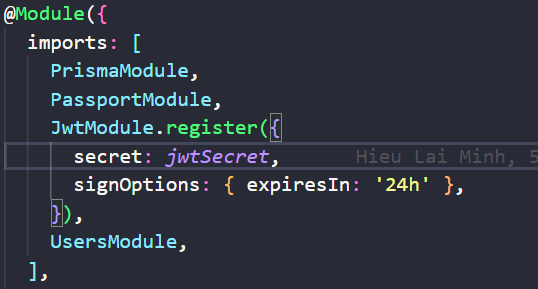 @Module({
  imports: [
    PrismaModule,
    PassportModule,
    JwtModule.register({
      secret: jwtSecret,       Hieu Lai Minh, 5
      signOptions: { expiresIn: '24h' },
    }),
    UsersModule,
  ],